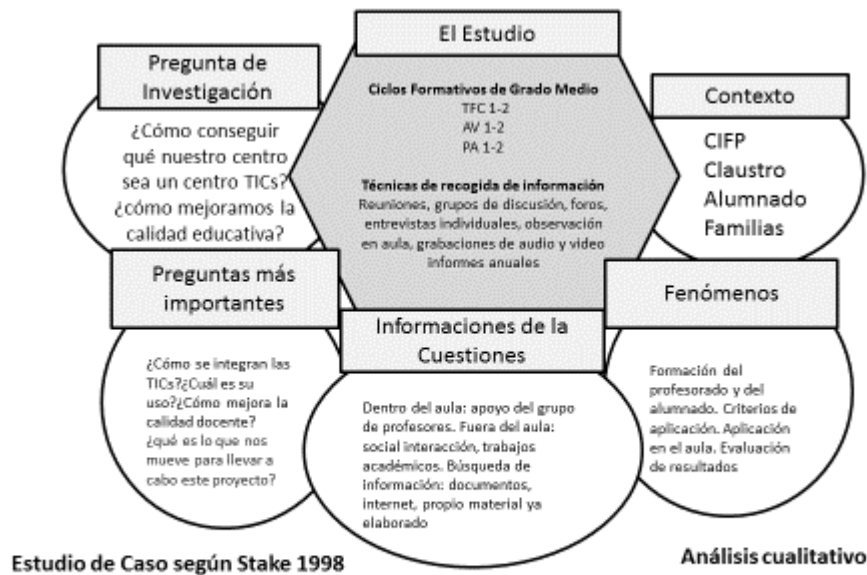 El Estudio
Ciclos Formativos de Grado Medio
TFC 1-2
AV 1-2
PA 1-2
Técnicas de recogida de información
Reuniones, grupos de discusión, foros,
entrevistas individuales, observación
en aula, grabaciones de audio y video
informes anuales
Pregunta de
Investigación
¿Cómo conseguir
qué nuestro centro
sea un centro TICs?
¿cómo mejoramos la
calidad educativa?
Contexto
CIFP
Claustro
Alumnado
Familias
Preguntas más
importantes
¿Cómo se integran las
TICs?¿Cuál es su
uso?¿Cómo mejora la
calidad docente?
¿qué es lo que nos
mueve para llevar a
cabo este proyecto?
Informaciones de la
Cuestiones
Dentro del aula: apoyo del grupo
de profesores. Fuera del aula:
social interacción, trabajos
académicos. Búsqueda de
información: documentos,
internet, propio material ya
elaborado
Fenómenos
Formación del
profesorado y del
alumnado. Criterios de
aplicación. Aplicación
en el aula. Evaluación
de resultados
Estudio de Caso según Stake 1998
Análisis cualitativo